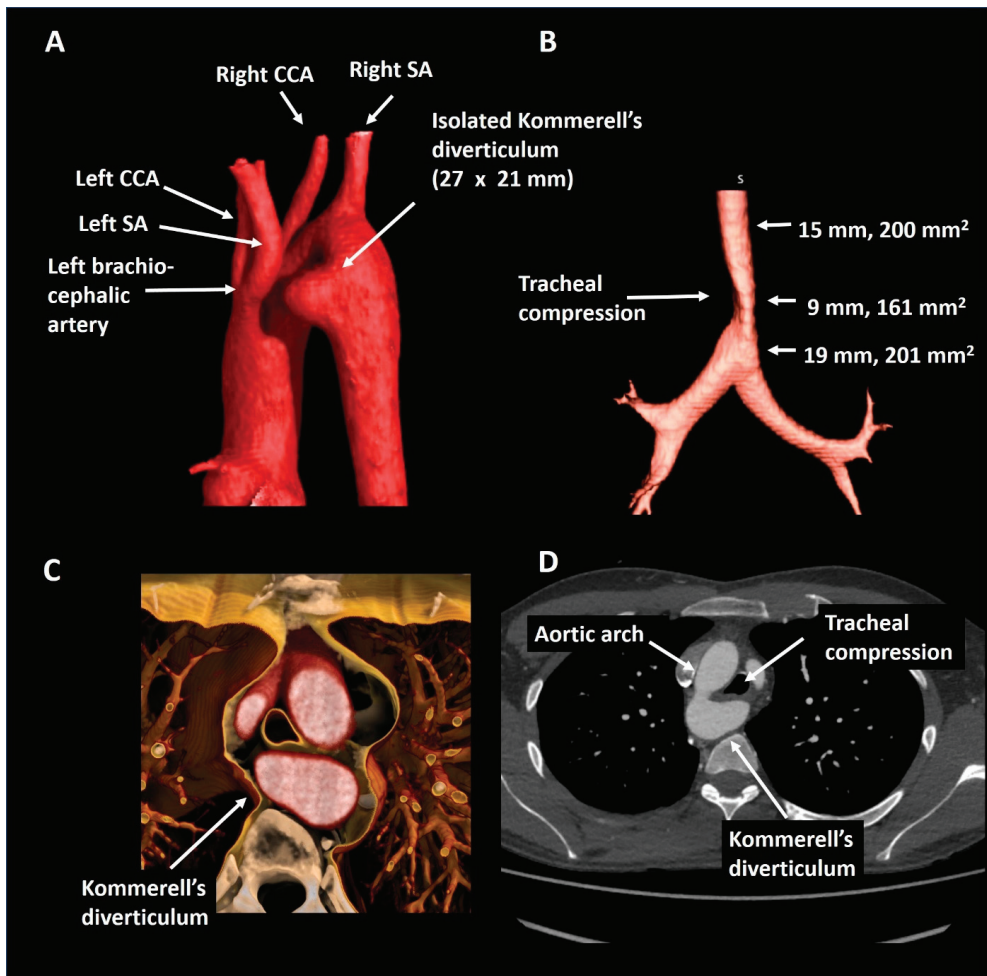 A
Right CCA
Right SA
Isolated Kommerell's
diverticulum
(27 x 21 mm)
Left CCA
Left SA
Left brachio-
cephalic
artery
B
s
15 mm, 200 mm²
Tracheal
compression
9 mm, 161 mm²
19 mm, 201 mm²
C
Kommerell's
diverticulum
D
Aortic arch
Tracheal
compression
Kommerell's
diverticulum